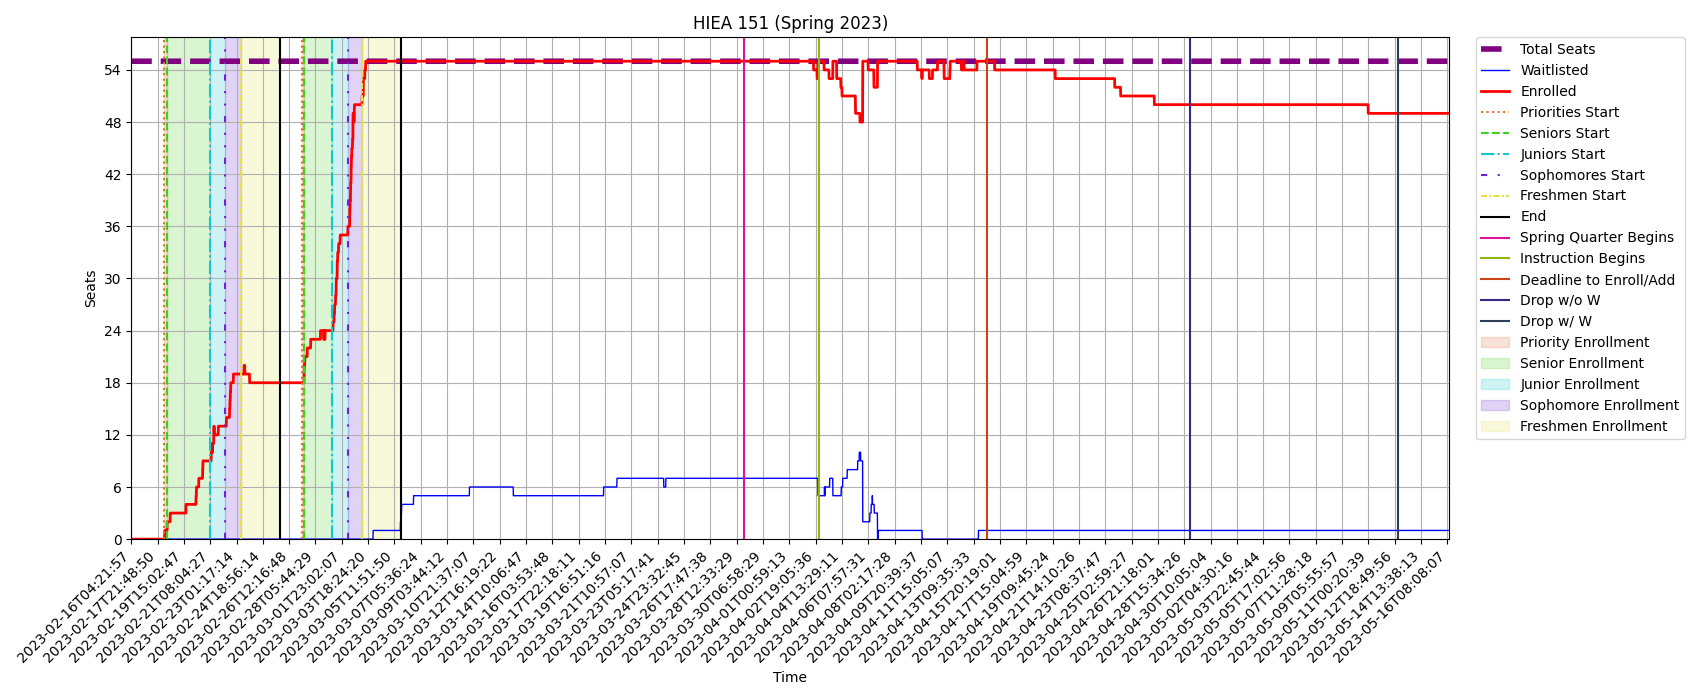 HIEA 151 (Spring 2023)
Seats
54
48
42
36
30
24
18
12
6
0
2023-02-16T04:21:57
2023-02-17T21:48:50
2023-02-19T15:02:47
2023-02-21T08:04:27
2023-02-23T01:17:14
2023-02-24T18:56:14
2023-02-26T12:16:48
2023-02-28T05:44:29
2023-03-01T23:02:07
2023-03-03T18:24:20
2023-03-05T11:51:50
2023-03-07T05:36:24
2023-03-09T03:44:12
2023-03-10T21:37:07
2023-03-12T16:19:22
2023-03-14T10:06:47
2023-03-16T03:53:48
2023-03-17T22:18:11
2023-03-19T16:51:16
2023-03-21T10:57:07
2023-03-23T05:17:41
2023-03-24T23:32:45
2023-03-26T17:47:38
2023-03-28T12:33:29
2023-03-30T06:58:29
2023-04-01T00:59:13
2023-04-02T19:05:36
2023-04-04T13:29:11
2023-04-06T07:57:31
2023-04-08T02:17:28
2023-04-09T20:39:37
2023-04-11T15:05:07
2023-04-13T09:35:33
2023-04-15T20:19:01
2023-04-17T15:04:59
2023-04-19T09:45:24
2023-04-21T14:10:26
2023-04-23T08:37:47
2023-04-25T02:59:27
2023-04-26T21:18:01
2023-04-28T15:34:26
2023-04-30T10:05:04
2023-05-02T04:30:16
2023-05-03T22:45:44
2023-05-05T17:02:56
2023-05-07T11:28:18
2023-05-09T05:55:57
2023-05-11T00:20:39
2023-05-12T18:49:56
2023-05-14T13:38:13
2023-05-16T08:08:07
Time
Total Seats
Waitlisted
Enrolled
Priorities Start
Seniors Start
Juniors Start
Sophomores Start
Freshmen Start
End
Spring Quarter Begins
Instruction Begins
Deadline to Enroll/Add
Drop w/o W
Drop w/ W
Priority Enrollment
Senior Enrollment
Junior Enrollment
Sophomore Enrollment
Freshmen Enrollment